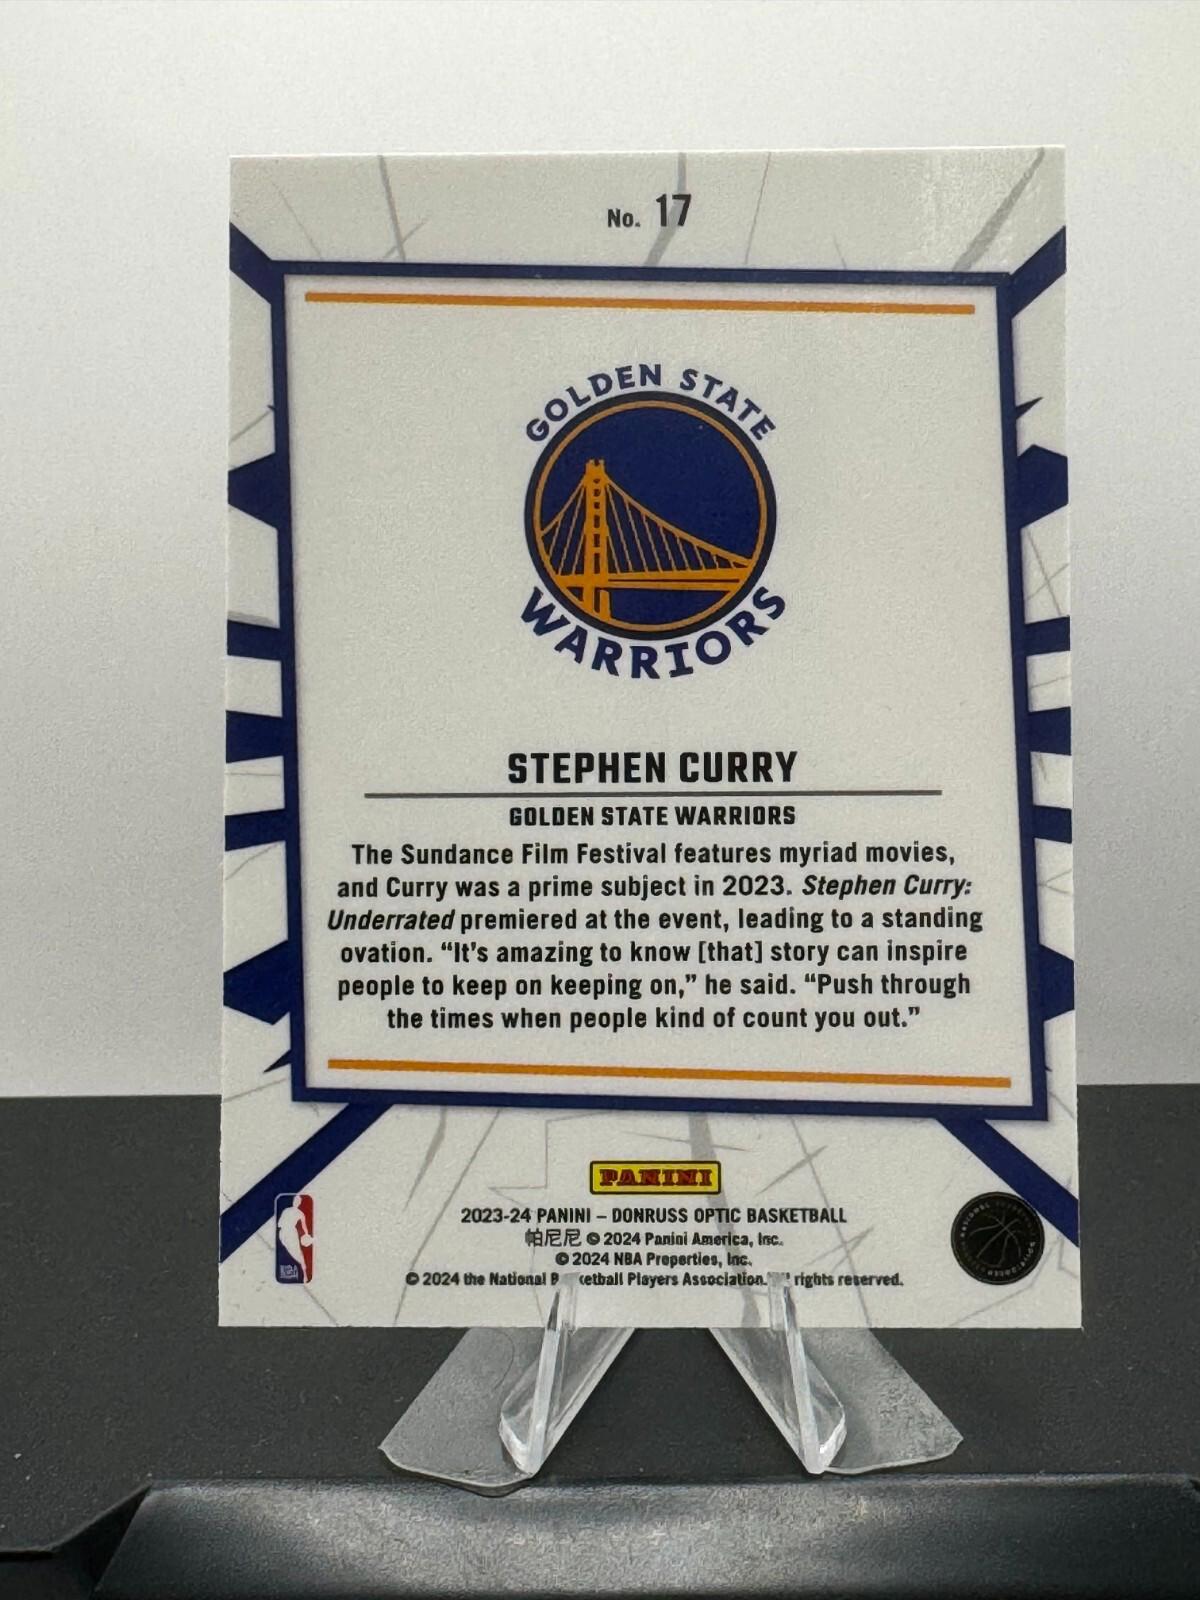 No. 17
GOLDEN STATE
WARRIORS
STEPHEN CURRY
GOLDEN STATE WARRIORS
The Sundance Film Festival features myriad movies,
and Curry was a prime subject in 2023. Stephen Curry:
Underrated premiered at the event, leading to a standing
ovation. “It’s amazing to know [that] story can inspire
people to keep on keeping on,” he said. “Push through
the times when people kind of count you out.”
PANINI
2023-24 PANINI – DONRUSS OPTIC BASKETBALL
帕尼尼 © 2024 Panini America, Inc.
© 2024 NBA Properties, Inc.
© 2024 the National Basketball Players Association. All rights reserved.